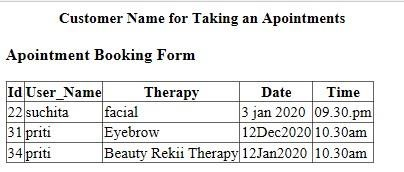 Customer Name for Taking an Apointments
Apointment Booking Form
Id User_Name Therapy Date Time
22 suchita facial 3 jan 2020 09.30.pm
31 priti Eyebrow 12Dec2020 10.30am
34 priti Beauty Rekii Therapy 12Jan2020 10.30am